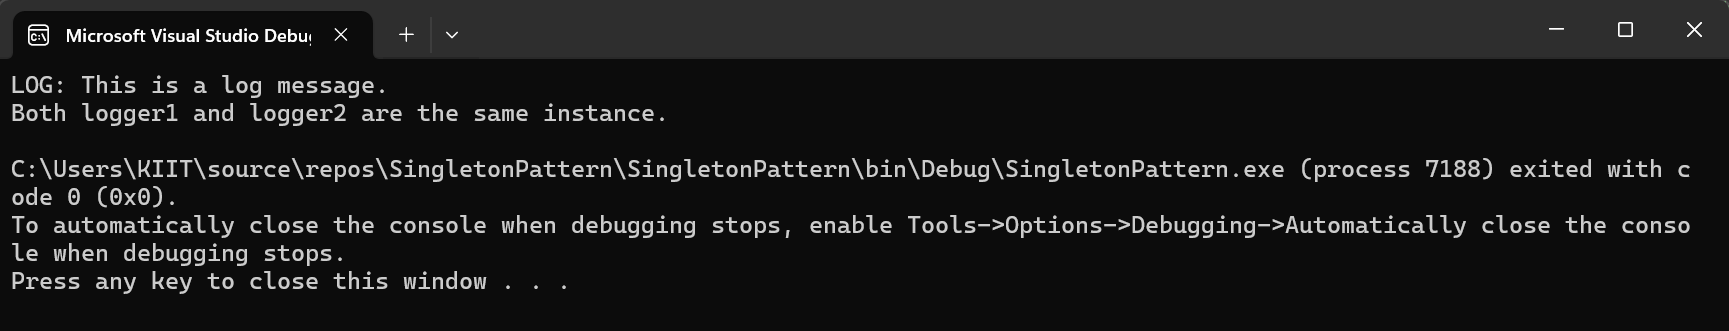 Microsoft Visual Studio Debu
LOG: This is a log message.
Both logger1 and logger2 are the same instance.
C:\Users\KIIT\source\repos\SingletonPattern\SingletonPattern\bin\Debug\SingletonPattern.exe (process 7188) exited with c
ode 0 (0x0).
To automatically close the console when debugging stops, enable Tools->Options->Debugging->Automatically close the conso
le when debugging stops.
Press any key to close this window . . .